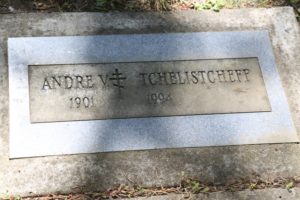 ANDRE V ☦ TCHELISTCHEFF
1901 1994